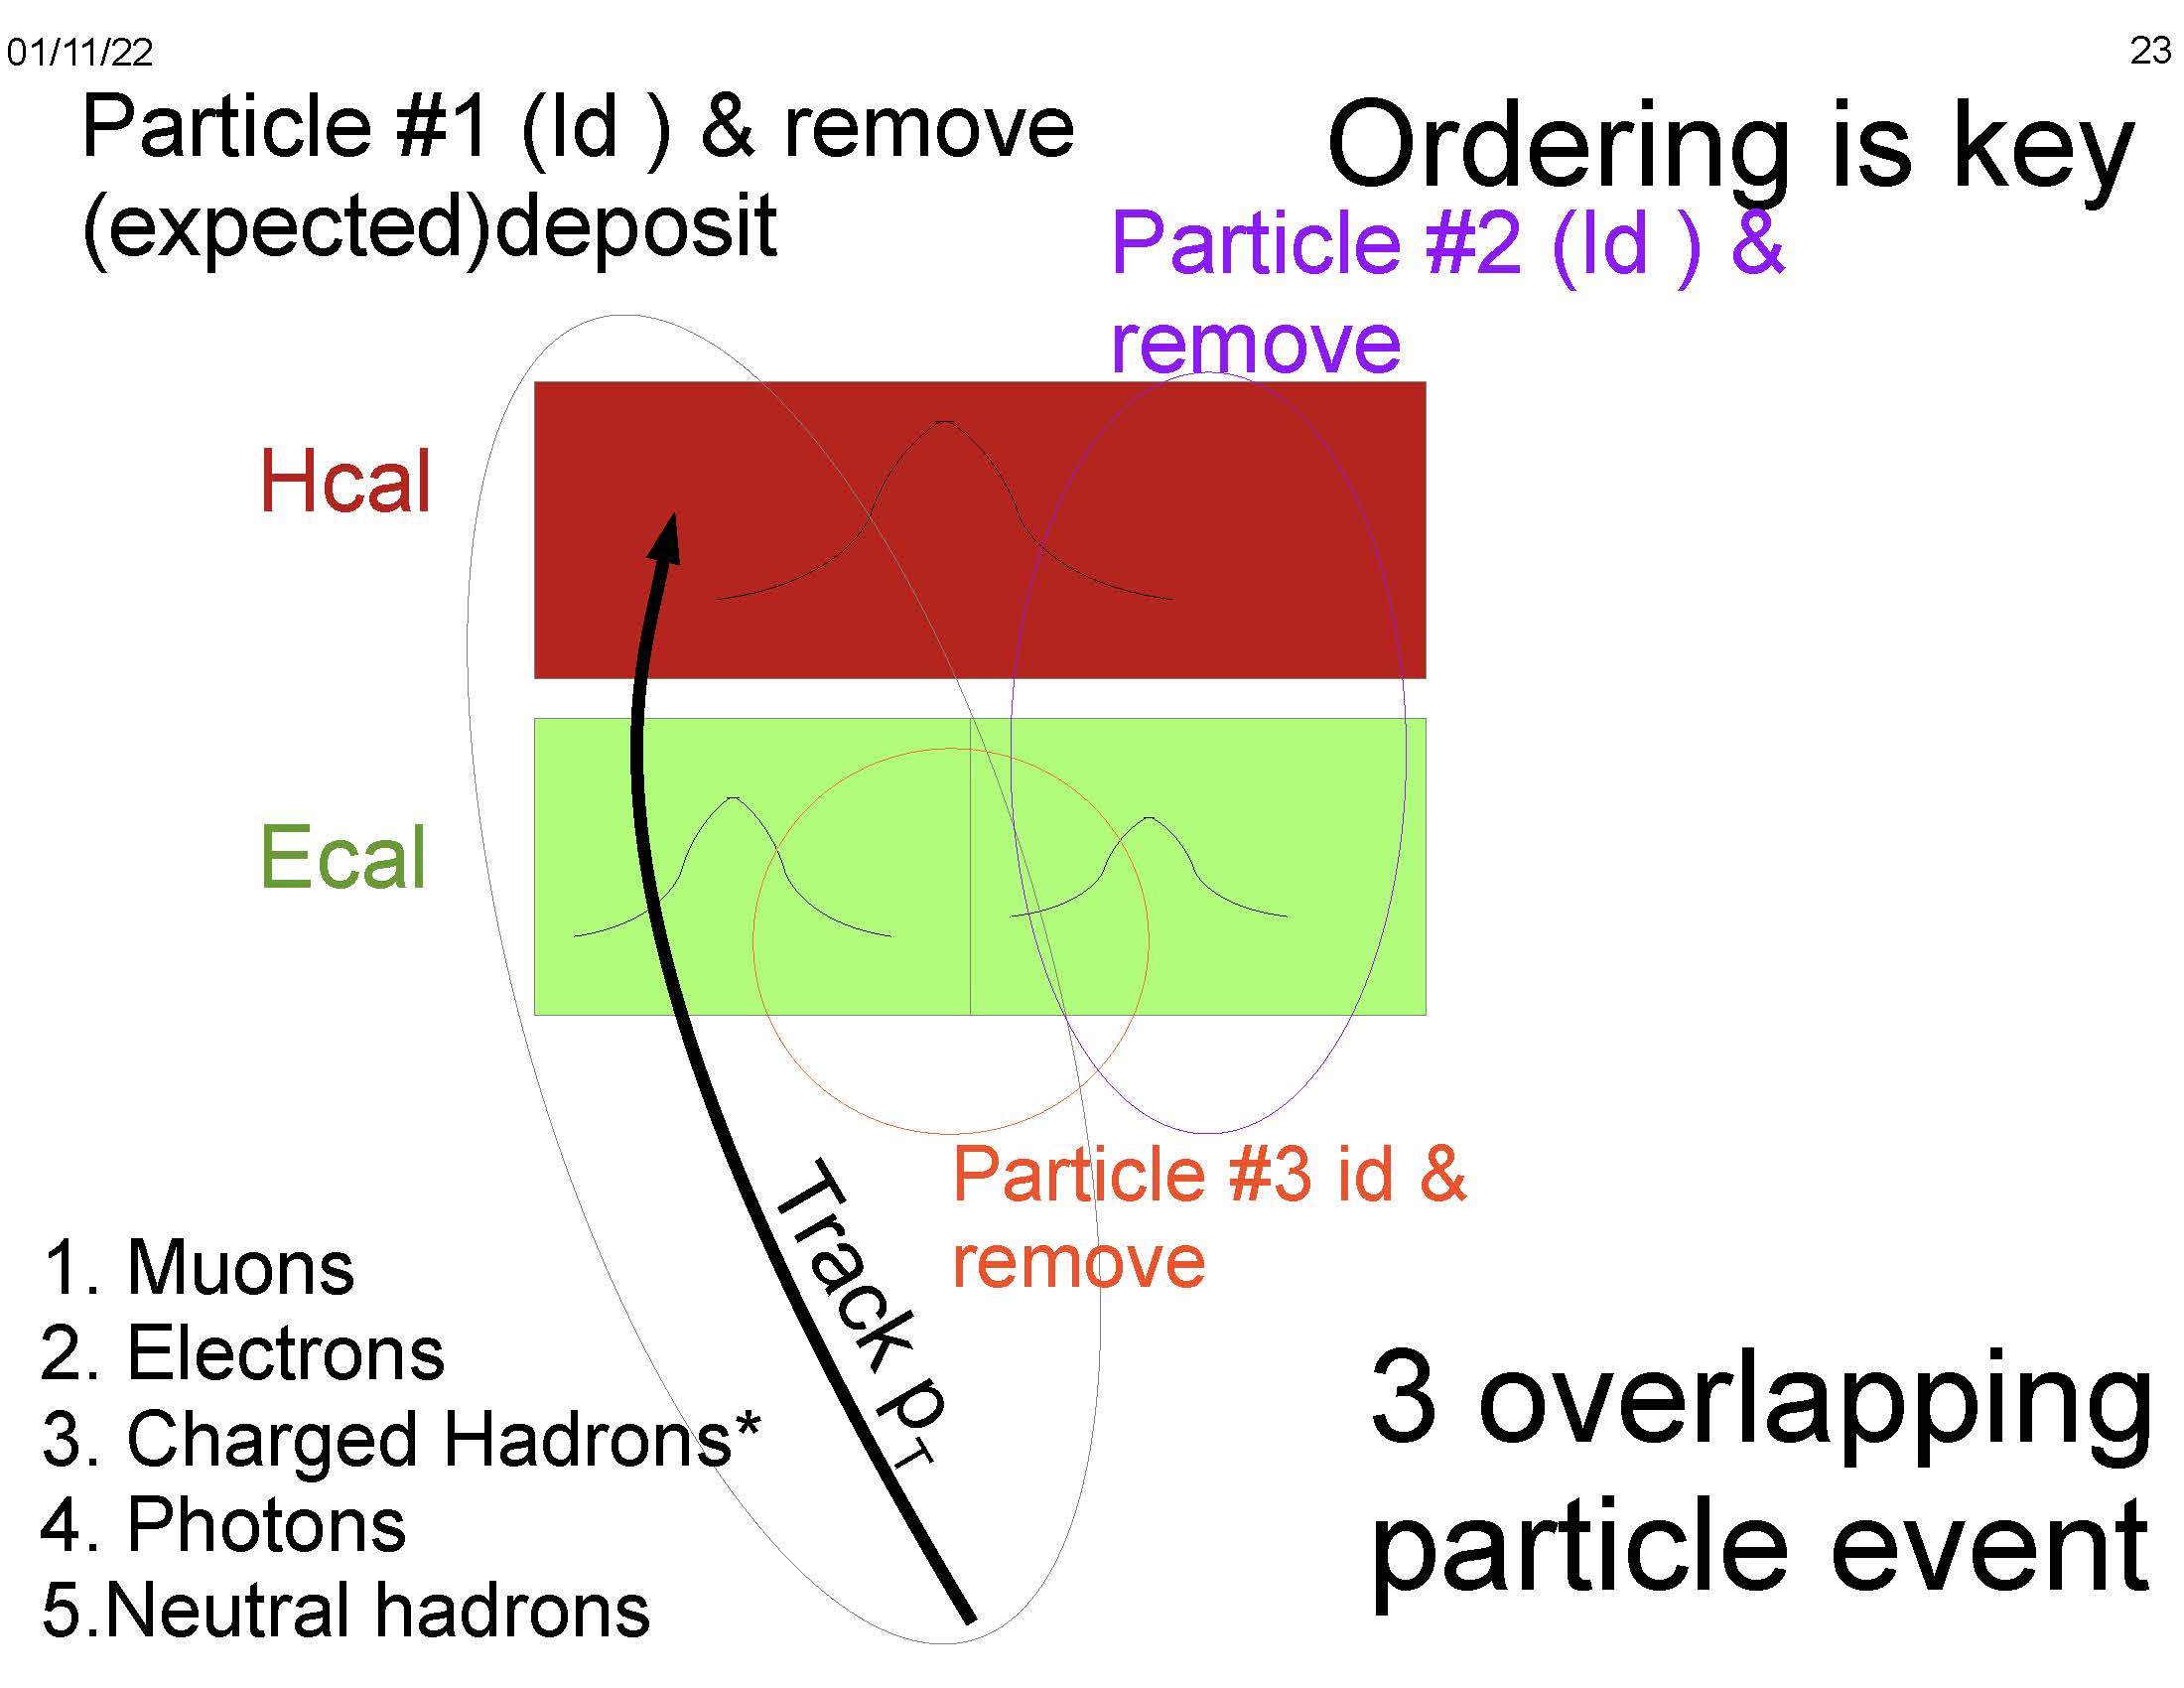 01/11/22
23
Particle #1 (Id ) & remove
(expected)deposit
Ordering is key
Particle #2 (Id ) &
remove
Hcal
Ecal
Particle #3 id &
remove
Track pT
1. Muons
2. Electrons
3. Charged Hadrons*
4. Photons
5.Neutral hadrons
3 overlapping
particle event